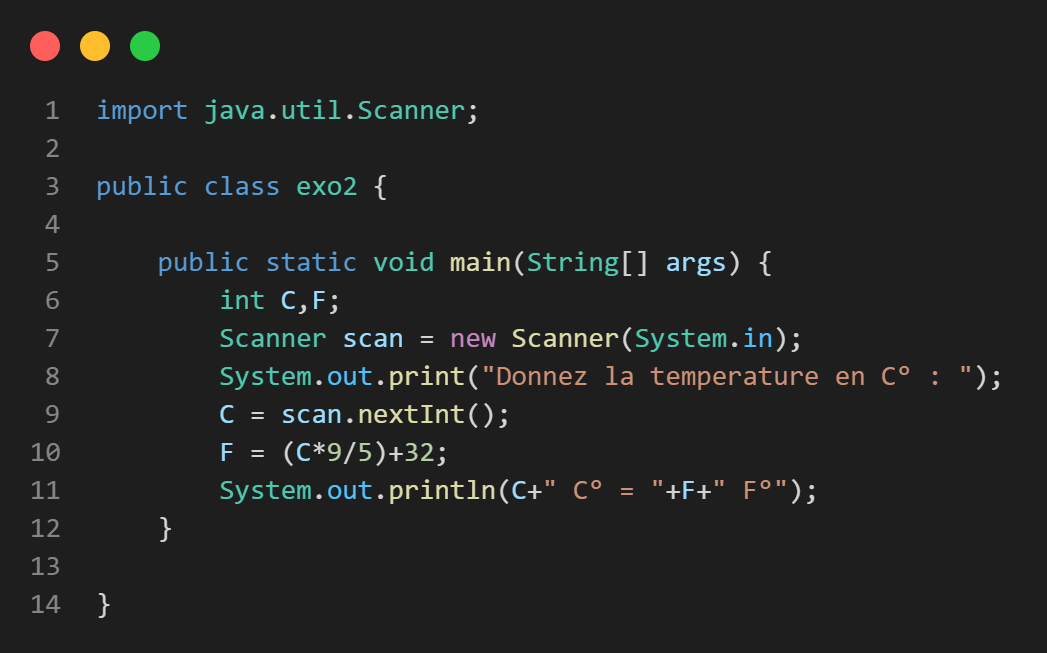 1 import java.util.Scanner;
2
3 public class exo2 {
4
5     public static void main(String[] args) {
6         int C,F;
7         Scanner scan = new Scanner(System.in);
8         System.out.print("Donnez la temperature en C° : ");
9         C = scan.nextInt();
10         F = (C*9/5)+32;
11         System.out.println(C+" C° = "+F+" F°");
12     }
13
14 }